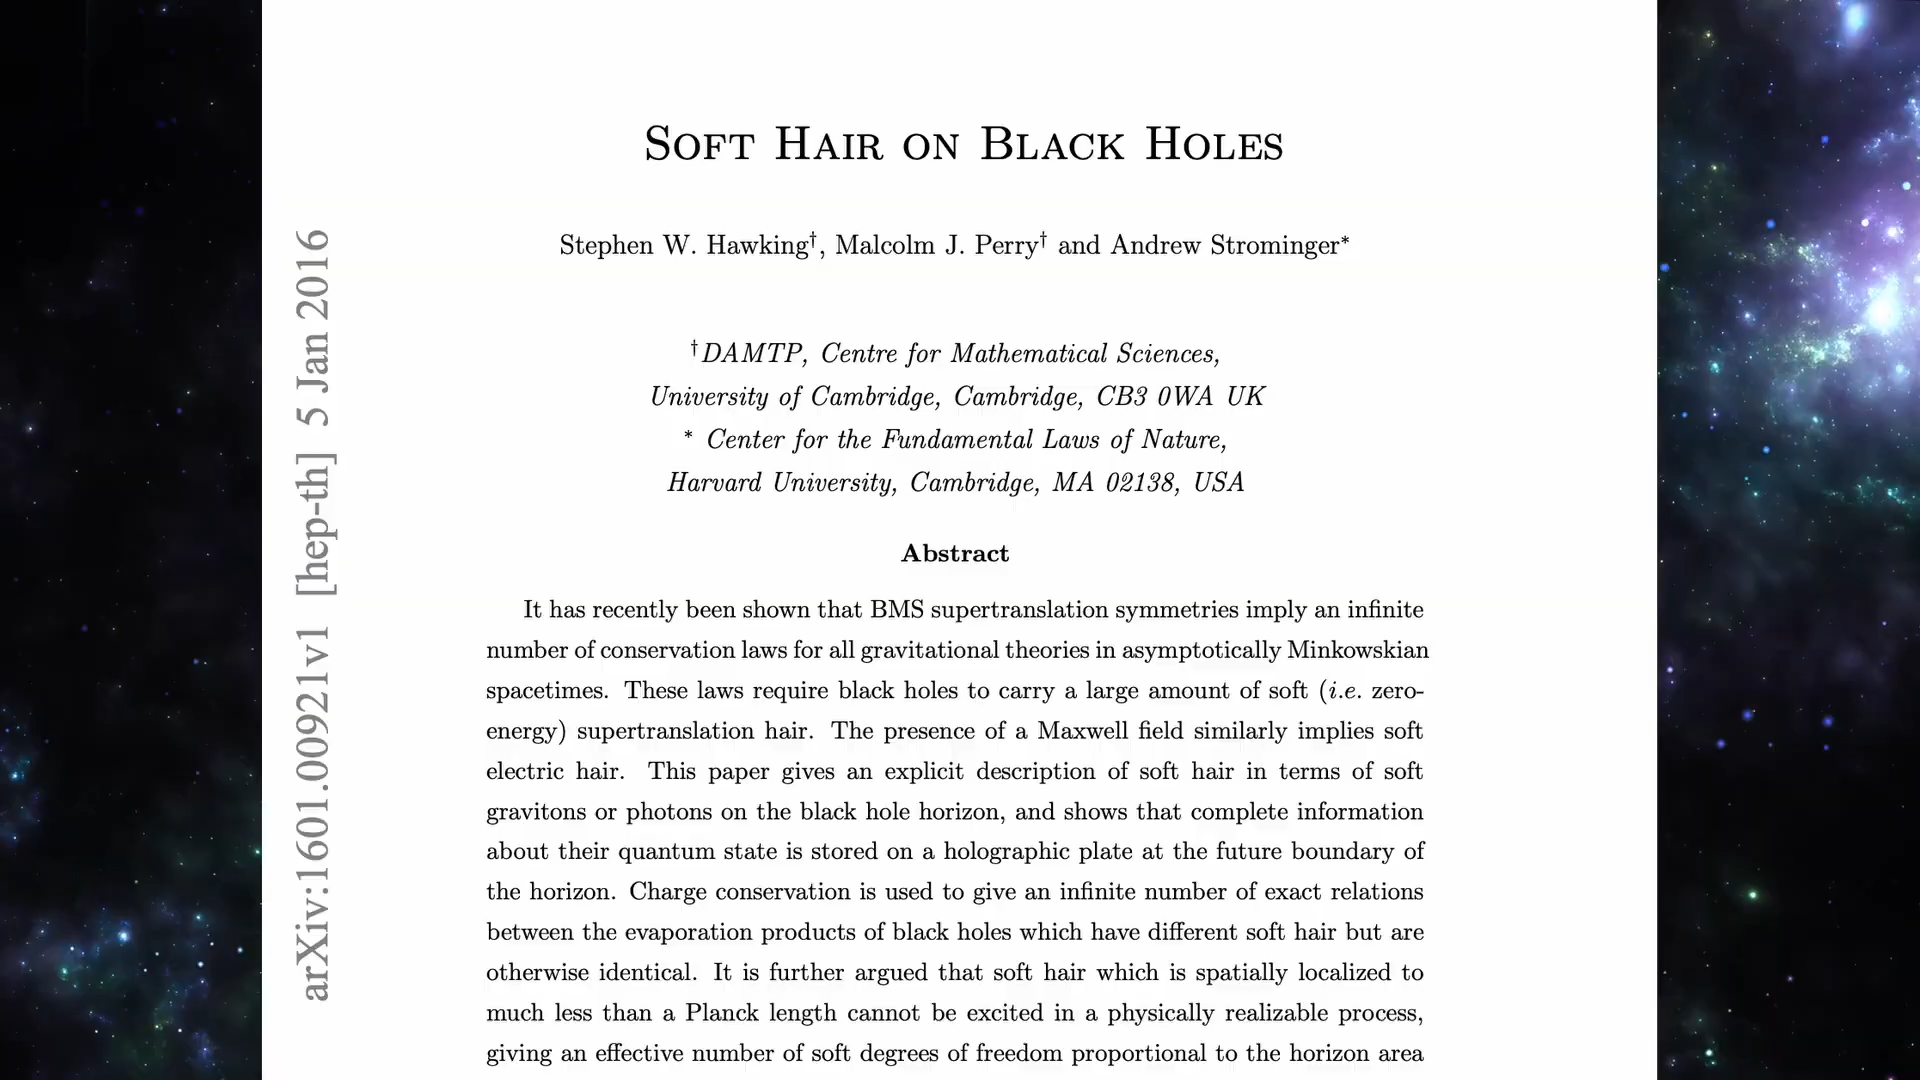 SOFT HAIR ON BLACK HOLES
Stephen W. Hawking†, Malcolm J. Perry† and Andrew Strominger*
†DAMTP, Centre for Mathematical Sciences,
University of Cambridge, Cambridge, CB3 0WA UK
* Center for the Fundamental Laws of Nature,
Harvard University, Cambridge, MA 02138, USA
Abstract
It has recently been shown that BMS supertranslation symmetries imply an infinite
number of conservation laws for all gravitational theories in asymptotically Minkowskian
spacetimes. These laws require black holes to carry a large amount of soft (i.e. zero-
energy) supertranslation hair. The presence of a Maxwell field similarly implies soft
electric hair. This paper gives an explicit description of soft hair in terms of soft
gravitons or photons on the black hole horizon, and shows that complete information
about their quantum state is stored on a holographic plate at the future boundary of
the horizon. Charge conservation is used to give an infinite number of exact relations
between the evaporation products of black holes which have different soft hair but are
otherwise identical. It is further argued that soft hair which is spatially localized to
much less than a Planck length cannot be excited in a physically realizable process,
giving an effective number of soft degrees of freedom proportional to the horizon area
arXiv:1601.00921v1 [hep-th] 5 Jan 2016